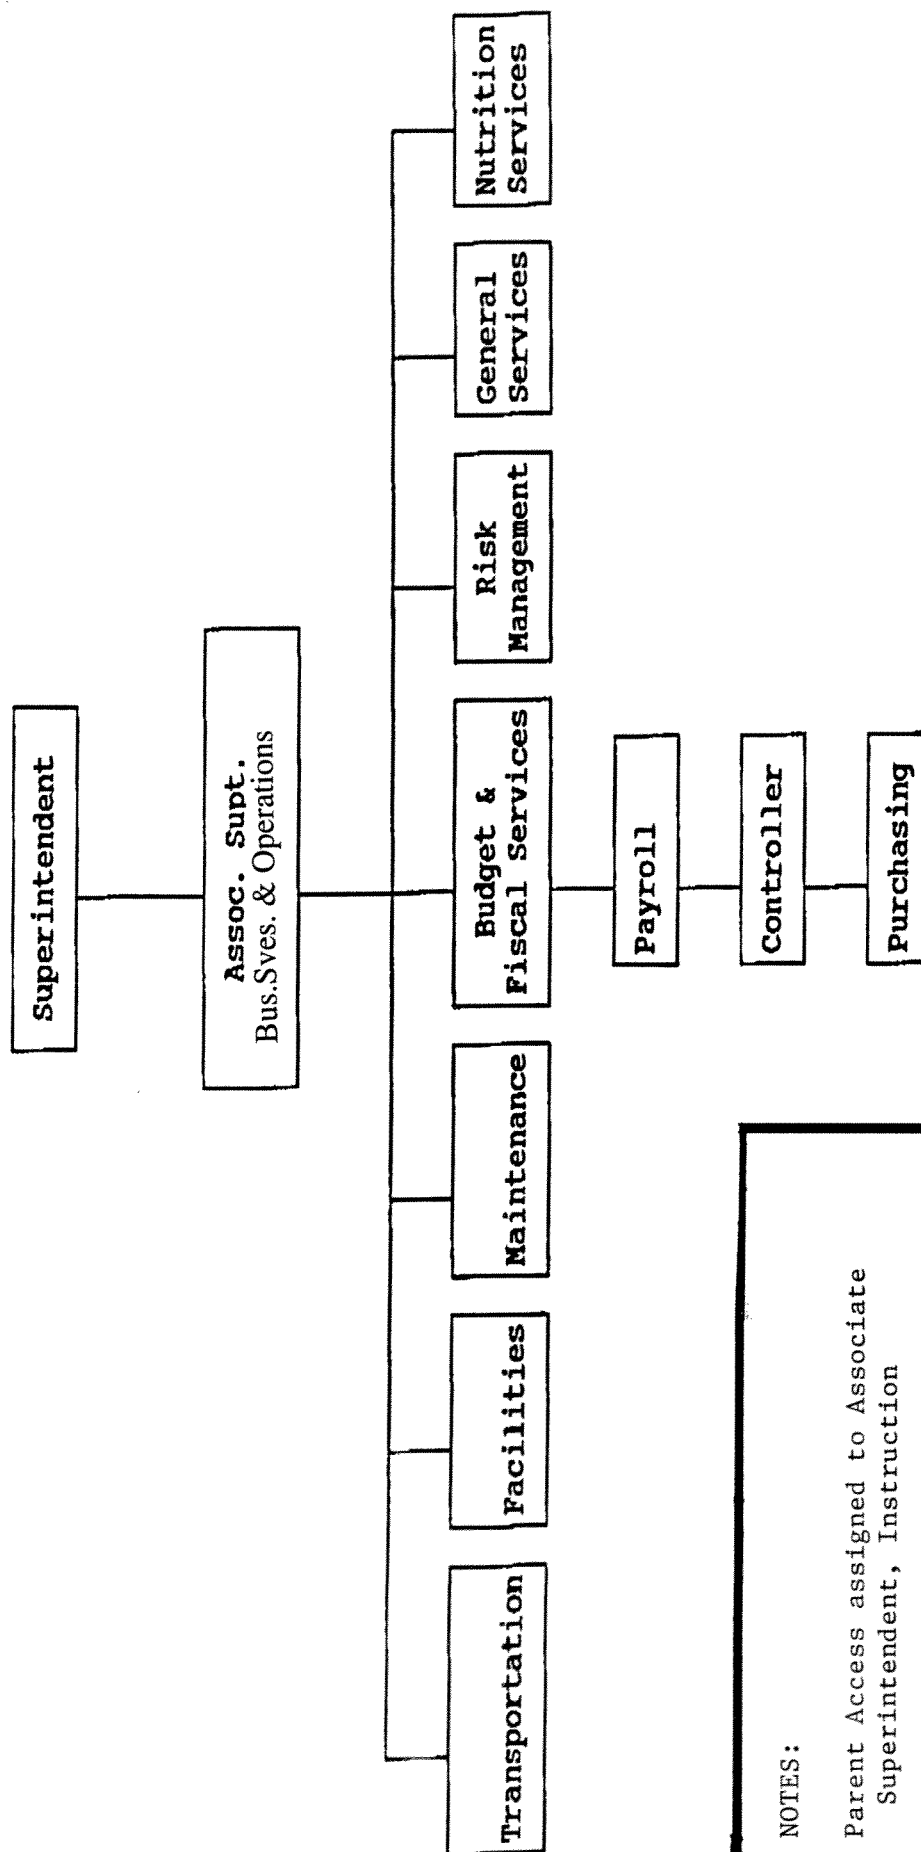 Superintendent
Assoc. Supt.
Bus.Sves. & Operations
Transportation
Facilities
Maintenance
Budget &
Fiscal Services
Risk
Management
General
Services
Nutrition
Services
Payroll
Controller
Purchasing
NOTES:
Parent Access assigned to Associate
Superintendent, Instruction